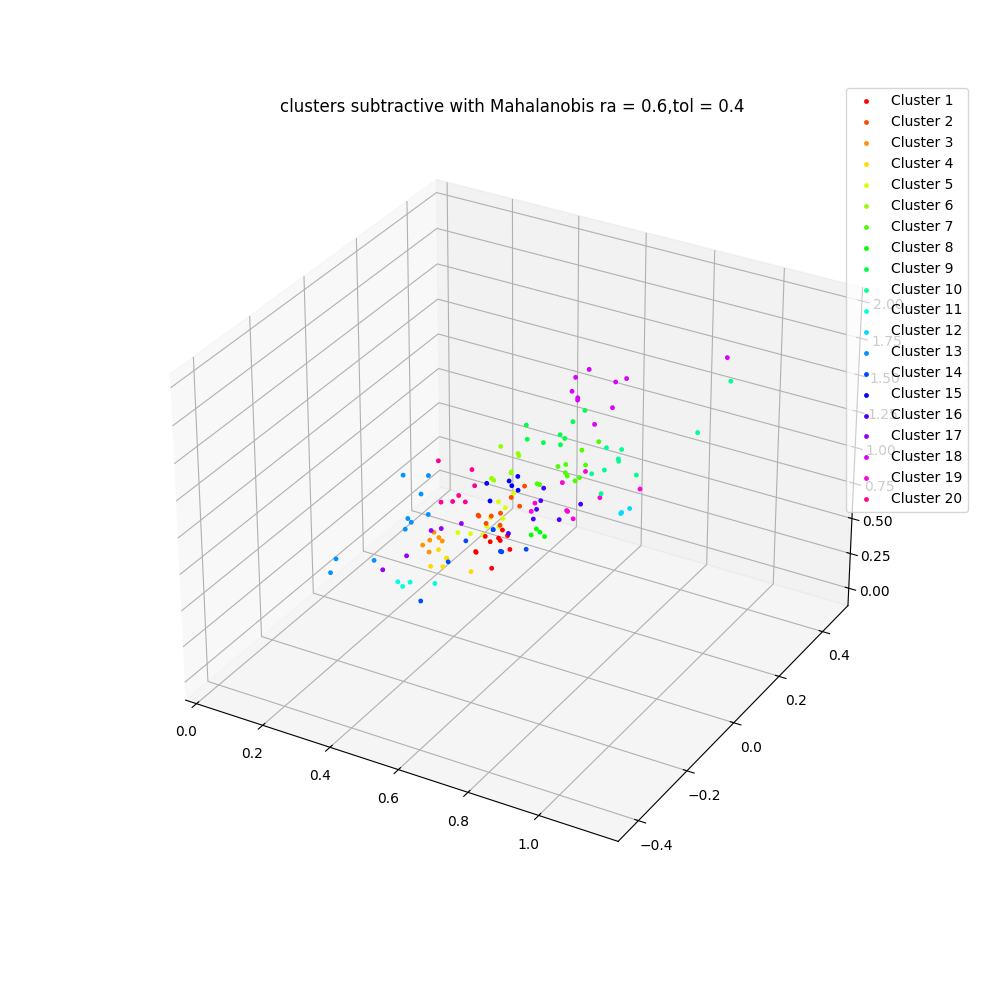 clusters subtractive with Mahalanobis ra = 0.6,tol = 0.4
Cluster 1
Cluster 2
Cluster 3
Cluster 4
Cluster 5
Cluster 6
Cluster 7
Cluster 8
Cluster 9
Cluster 10
Cluster 11
Cluster 12
Cluster 13
Cluster 14
Cluster 15
Cluster 16
Cluster 17
Cluster 18
Cluster 19
Cluster 20
2.00
1.75
1.50
1.25
1.00
0.75
0.50
0.25
0.00
0.4
0.2
0.0
−0.2
−0.4
0.0
0.2
0.4
0.6
0.8
1.0